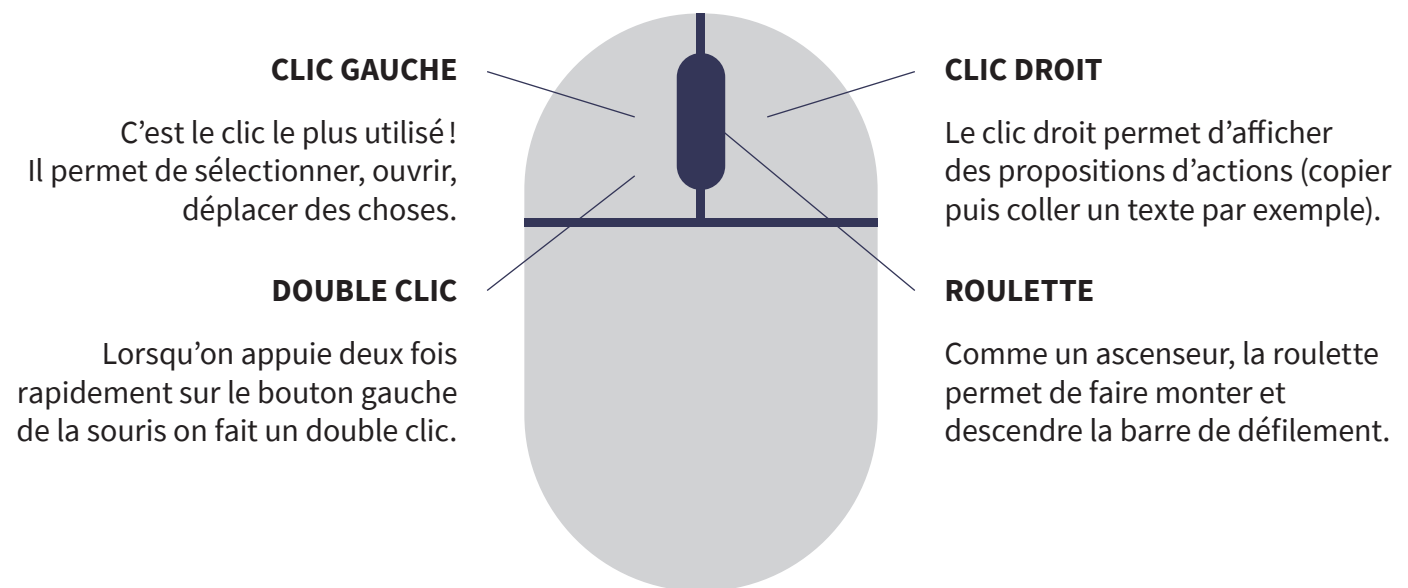 CLIC GAUCHE
C’est le clic le plus utilisé !
Il permet de sélectionner, ouvrir,
déplacer des choses.
DOUBLE CLIC
Lorsqu’on appuie deux fois
rapidement sur le bouton gauche
de la souris on fait un double clic.
CLIC DROIT
Le clic droit permet d’afficher
des propositions d’actions (copier
puis coller un texte par exemple).
ROULETTE
Comme un ascenseur, la roulette
permet de faire monter et
descendre la barre de défilement.